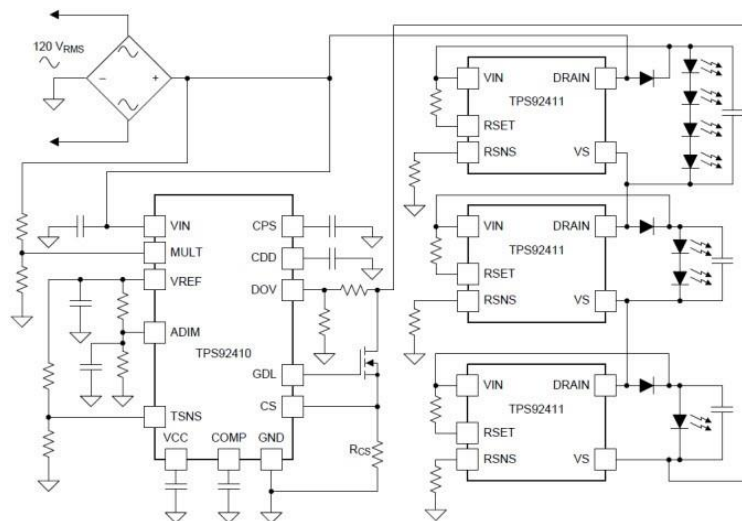 120 VRMS
−
+
VIN
DRAIN
TPS92411
RSET
RSNS
VS
VIN
DRAIN
TPS92411
RSET
RSNS
VS
VIN
DRAIN
TPS92411
RSET
RSNS
VS
VIN
CPS
MULT
CDD
VREF
DOV
ADIM
TPS92410
GDL
TSNS
CS
VCC
COMP
GND
RCS